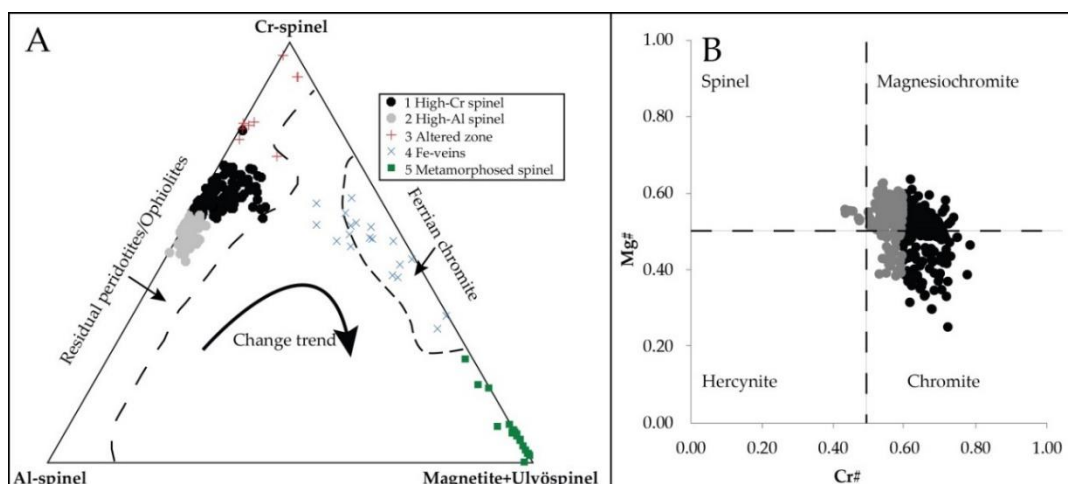 A
Cr-spinel
1 High-Cr spinel
2 High-Al spinel
3 Altered zone
4 Fe-veins
5 Metamorphosed spinel
Residual peridotites/Ophiolites
Ferrian chromite
Change trend
Al-spinel
Magnetite+Ulvöspinel
B
1.00
0.80
0.60
0.40
0.20
0.00
Mg#
Spinel
Magnesiochromite
Hercynite
Chromite
0.00 0.20 0.40 0.60 0.80 1.00
Cr#